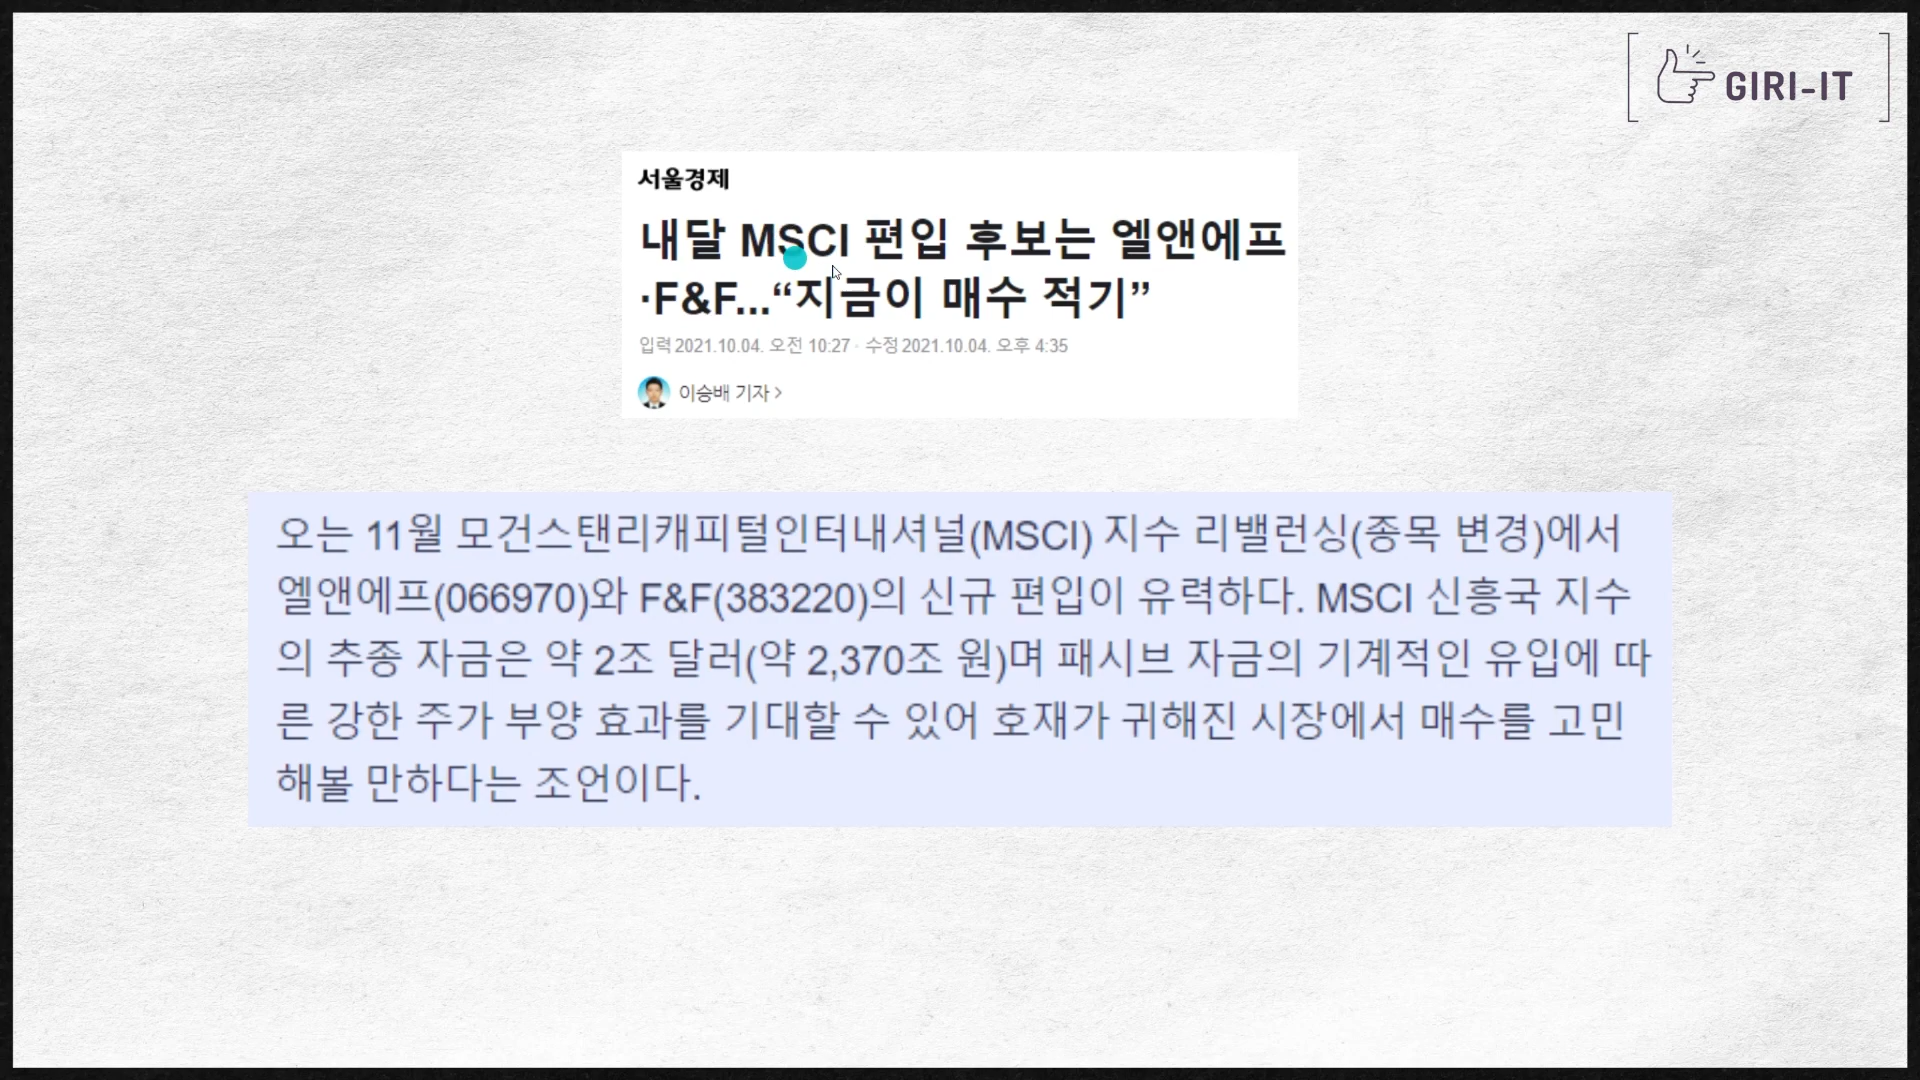 GIRI-IT
서울경제
내달 MSCI 편입 후보는 엘앤에프
·F&F...“지금이 매수 적기”
입력 2021.10.04. 오전 10:27 · 수정 2021.10.04. 오후 4:35
이승배 기자 >
오는 11월 모건스탠리캐피털인터내셔널(MSCI) 지수 리밸런싱(종목 변경)에서
엘앤에프(066970)와 F&F(383220)의 신규 편입이 유력하다. MSCI 신흥국 지수
의 추종 자금은 약 2조 달러(약 2,370조 원)며 패시브 자금의 기계적인 유입에 따
른 강한 주가 부양 효과를 기대할 수 있어 호재가 귀해진 시장에서 매수를 고민
해볼 만하다는 조언이다.